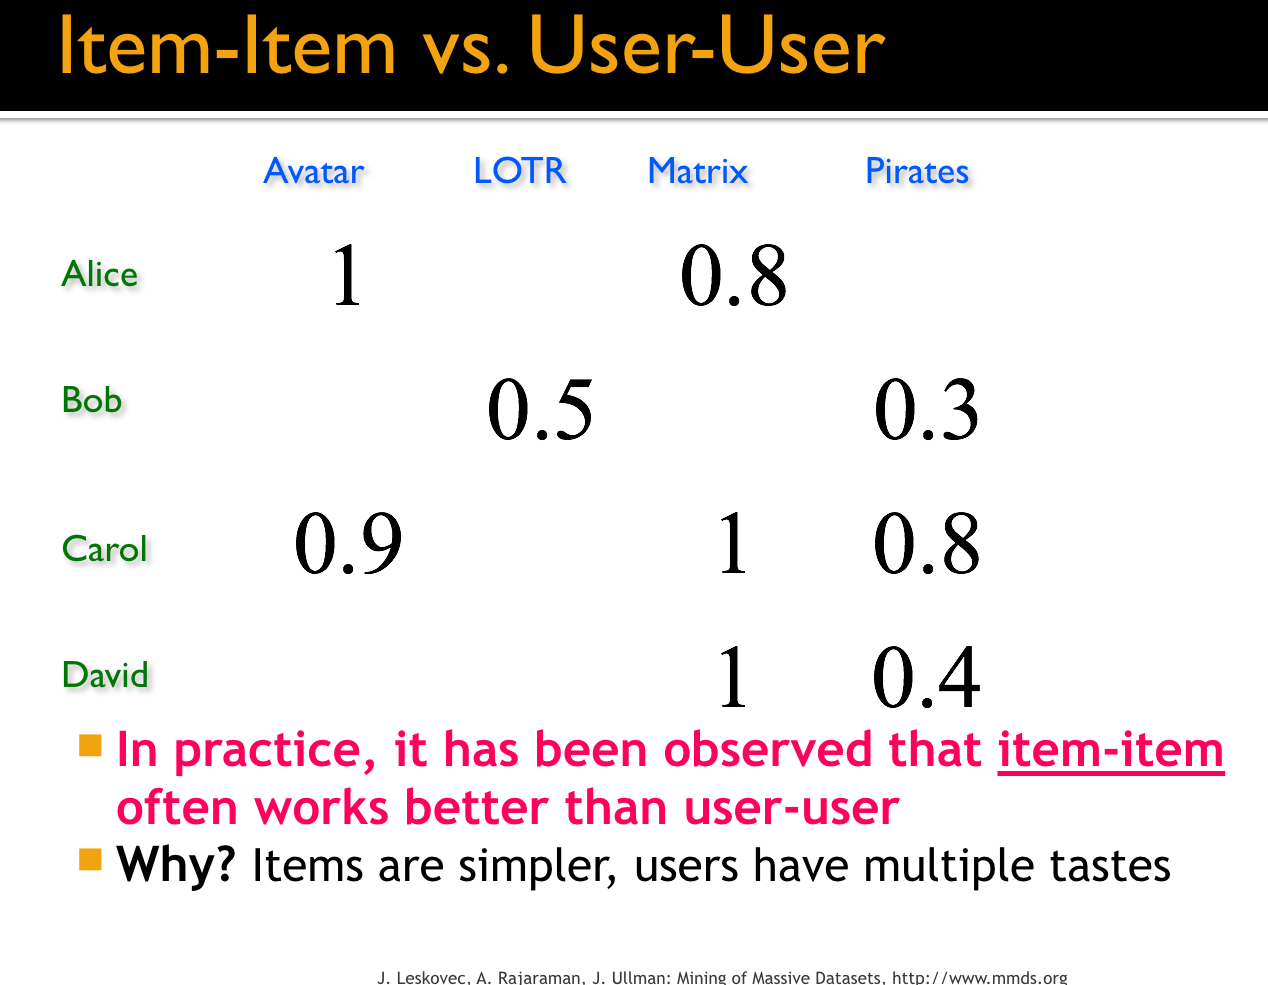 Item-Item vs. User-User
Avatar LOTR Matrix Pirates
Alice 1 0.8
Bob 0.5 0.3
Carol 0.9 1 0.8
David 1 0.4
In practice, it has been observed that item-item
often works better than user-user
Why? Items are simpler, users have multiple tastes
J. Leskovec, A. Rajaraman, J. Ullman: Mining of Massive Datasets, http://www.mmds.org